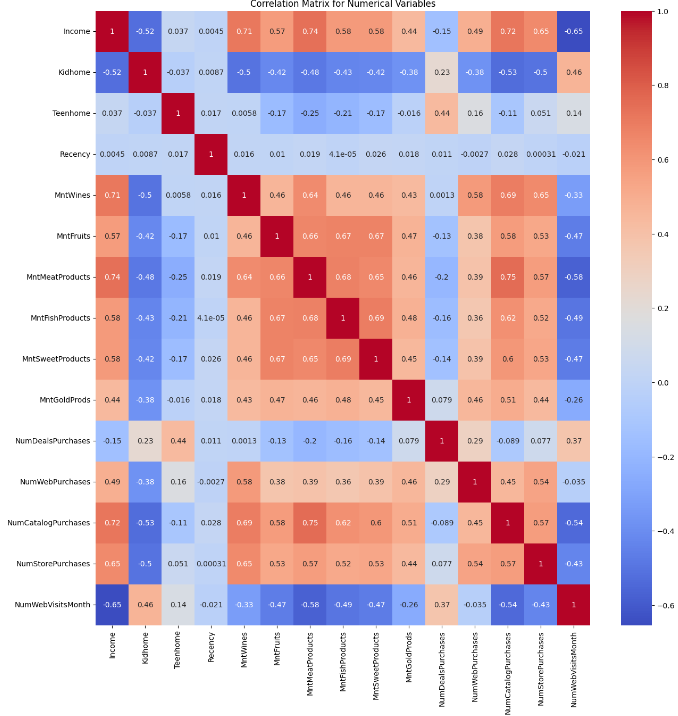 Correlation Matrix for Numerical Variables
Income 1 -0.52 0.037 0.0045 0.71 0.57 0.74 0.58 0.58 0.44 -0.15 0.49 0.72 0.65 -0.65
Kidhome -0.52 1 -0.037 0.0087 -0.5 -0.42 -0.48 -0.43 -0.42 -0.38 0.23 -0.38 -0.53 -0.5 0.46
Teenhome 0.037 -0.037 1 0.017 0.0058 -0.17 -0.25 -0.21 -0.17 -0.016 0.44 0.16 -0.11 0.051 0.14
Recency 0.0045 0.0087 0.017 1 0.016 0.01 0.019 4.1e-05 0.026 0.018 0.011 -0.0027 0.028 0.00031 -0.021
MntWines 0.71 -0.5 0.0058 0.016 1 0.46 0.64 0.46 0.46 0.43 0.0013 0.58 0.69 0.65 -0.33
MntFruits 0.57 -0.42 -0.17 0.01 0.46 1 0.66 0.67 0.67 0.47 -0.13 0.38 0.58 0.53 -0.47
MntMeatProducts 0.74 -0.48 -0.25 0.019 0.64 0.66 1 0.68 0.65 0.46 -0.2 0.39 0.75 0.57 -0.58
MntFishProducts 0.58 -0.43 -0.21 4.1e-05 0.46 0.67 0.68 1 0.69 0.48 -0.16 0.36 0.62 0.52 -0.49
MntSweetProducts 0.58 -0.42 -0.17 0.026 0.46 0.67 0.65 0.69 1 0.45 -0.14 0.39 0.6 0.53 -0.47
MntGoldProds 0.44 -0.38 -0.016 0.018 0.43 0.47 0.46 0.48 0.45 1 0.079 0.46 0.51 0.44 -0.26
NumDealsPurchases -0.15 0.23 0.44 0.011 0.0013 -0.13 -0.2 -0.16 -0.14 0.079 1 0.29 -0.089 0.077 0.37
NumWebPurchases 0.49 -0.38 0.16 -0.0027 0.58 0.38 0.39 0.36 0.39 0.46 0.29 1 0.45 0.54 -0.035
NumCatalogPurchases 0.72 -0.53 -0.11 0.028 0.69 0.58 0.75 0.62 0.6 0.51 -0.089 0.45 1 0.57 -0.54
NumStorePurchases 0.65 -0.5 0.051 0.00031 0.65 0.53 0.57 0.52 0.53 0.44 0.077 0.54 0.57 1 -0.43
NumWebVisitsMonth -0.65 0.46 0.14 -0.021 -0.33 -0.47 -0.58 -0.49 -0.47 -0.26 0.37 -0.035 -0.54 -0.43 1
Income
Kidhome
Teenhome
Recency
MntWines
MntFruits
MntMeatProducts
MntFishProducts
MntSweetProducts
MntGoldProds
NumDealsPurchases
NumWebPurchases
NumCatalogPurchases
NumStorePurchases
NumWebVisitsMonth
1.0
0.8
0.6
0.4
0.2
0.0
-0.2
-0.4
-0.6